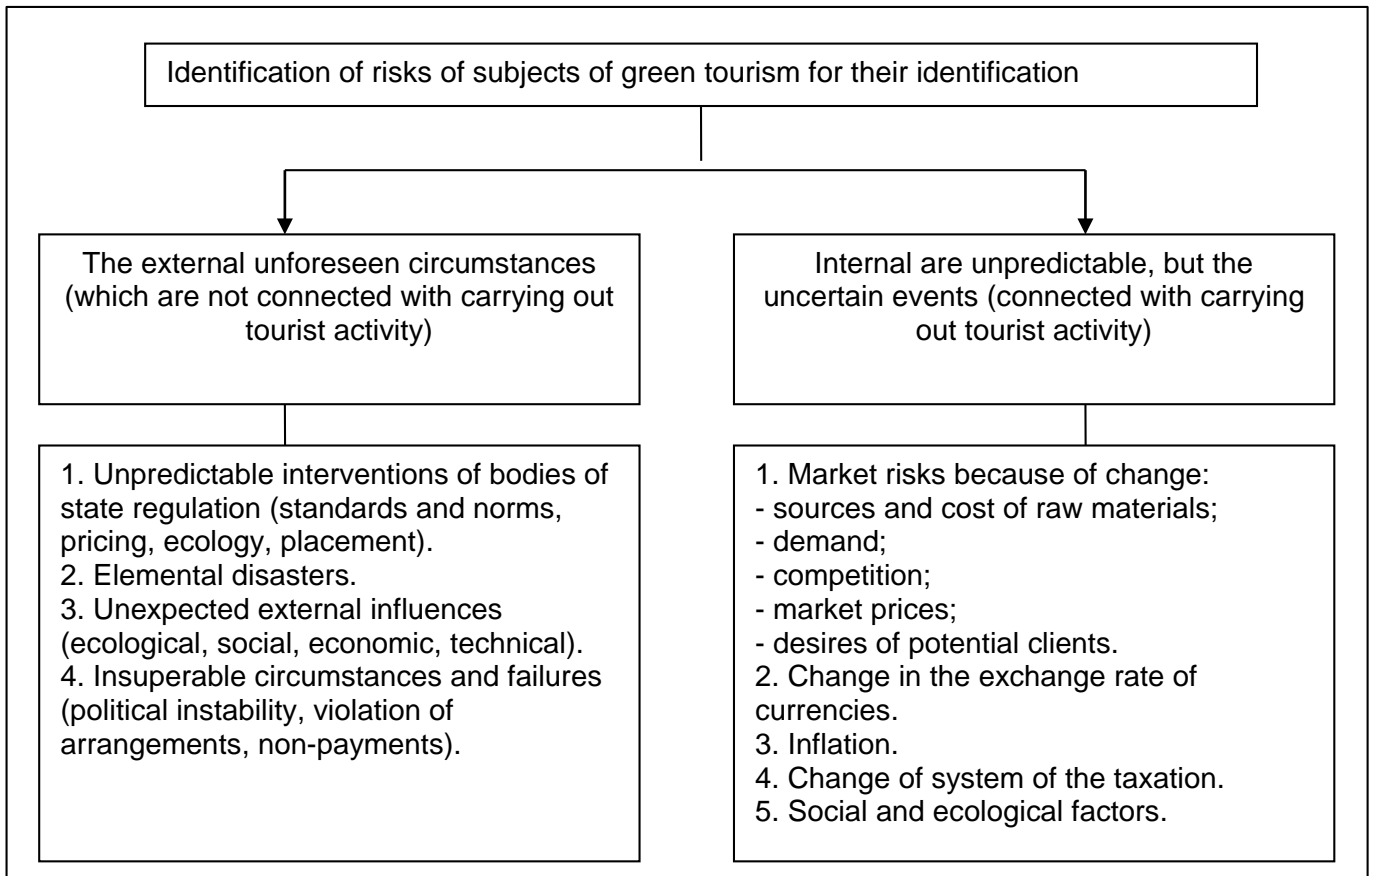 Identification of risks of subjects of green tourism for their identification
The external unforeseen circumstances
(which are not connected with carrying out
tourist activity)
Internal are unpredictable, but the
uncertain events (connected with carrying
out tourist activity)
1. Unpredictable interventions of bodies of
state regulation (standards and norms,
pricing, ecology, placement).
2. Elemental disasters.
3. Unexpected external influences
(ecological, social, economic, technical).
4. Insuperable circumstances and failures
(political instability, violation of
arrangements, non-payments).
1. Market risks because of change:
- sources and cost of raw materials;
- demand;
- competition;
- market prices;
- desires of potential clients.
2. Change in the exchange rate of
currencies.
3. Inflation.
4. Change of system of the taxation.
5. Social and ecological factors.